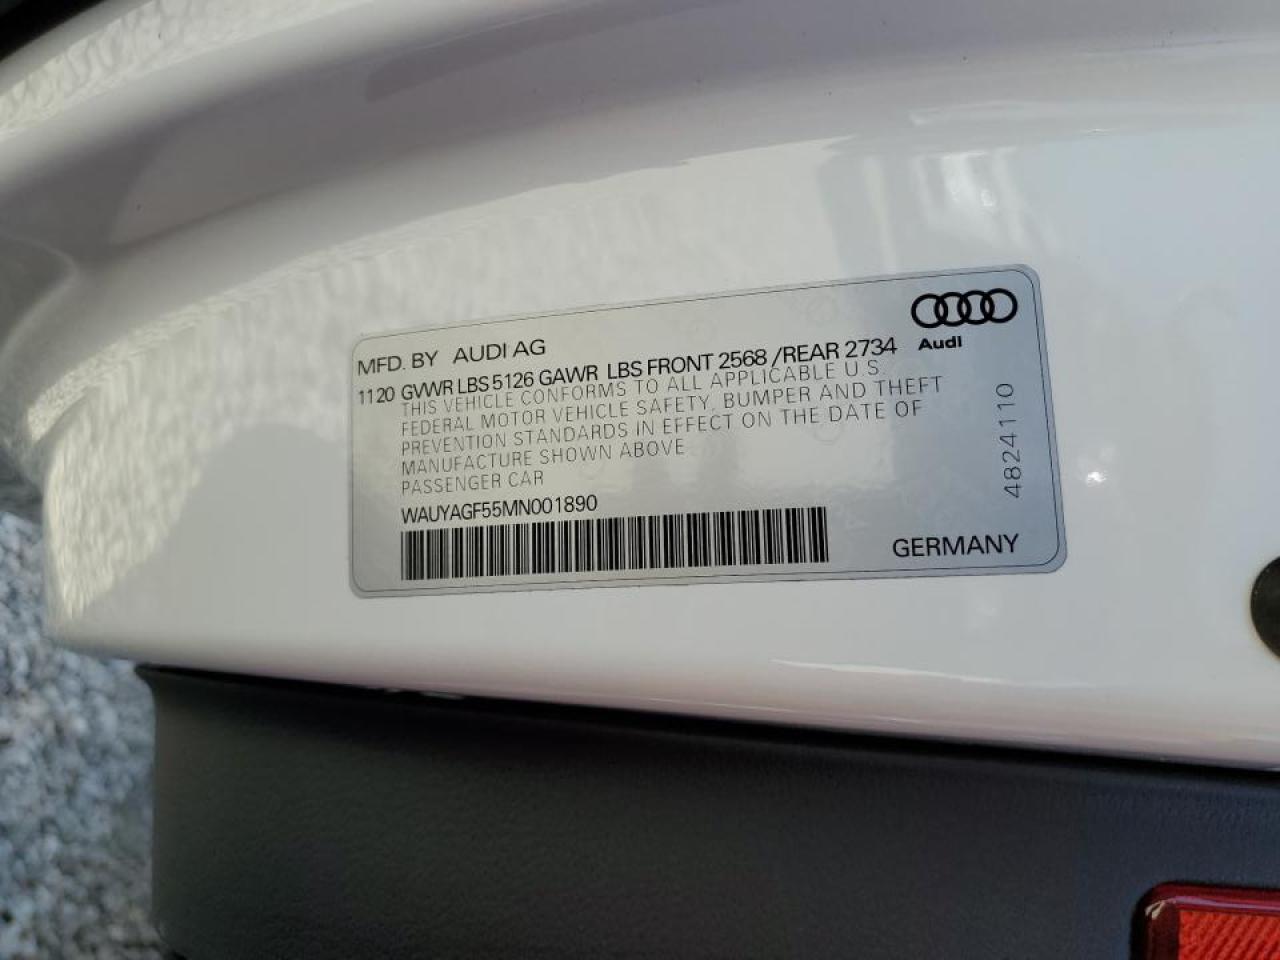 MFD. BY AUDI AG
1120 GVWR LBS 5126 GAWR LBS FRONT 2568 /REAR 2734
THIS VEHICLE CONFORMS TO ALL APPLICABLE U.S.
FEDERAL MOTOR VEHICLE SAFETY, BUMPER AND THEFT
PREVENTION STANDARDS IN EFFECT ON THE DATE OF
MANUFACTURE SHOWN ABOVE
PASSENGER CAR
WAUYAGF55MN001890
Audi
4824110
GERMANY